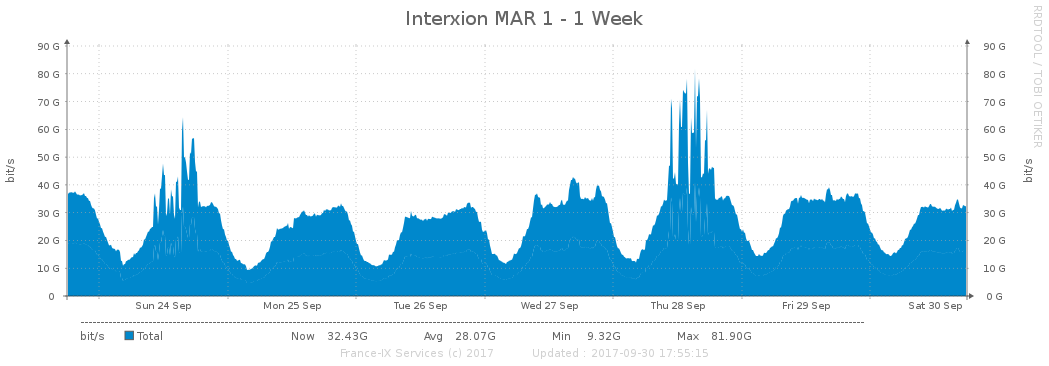 Interxion MAR 1 - 1 Week
RRDTOOL / TOBI OETIKER
90 G 90 G
80 G 80 G
70 G 70 G
60 G 60 G
50 G 50 G
40 G 40 G
30 G 30 G
20 G 20 G
10 G 10 G
0 0 G
bit/s bit/s
Sun 24 Sep Mon 25 Sep Tue 26 Sep Wed 27 Sep Thu 28 Sep Fri 29 Sep Sat 30 Sep
bit/s Total Now 32.43G Avg 28.07G Min 9.32G Max 81.90G
France-IX Services (c) 2017 Updated : 2017-09-30 17:55:15